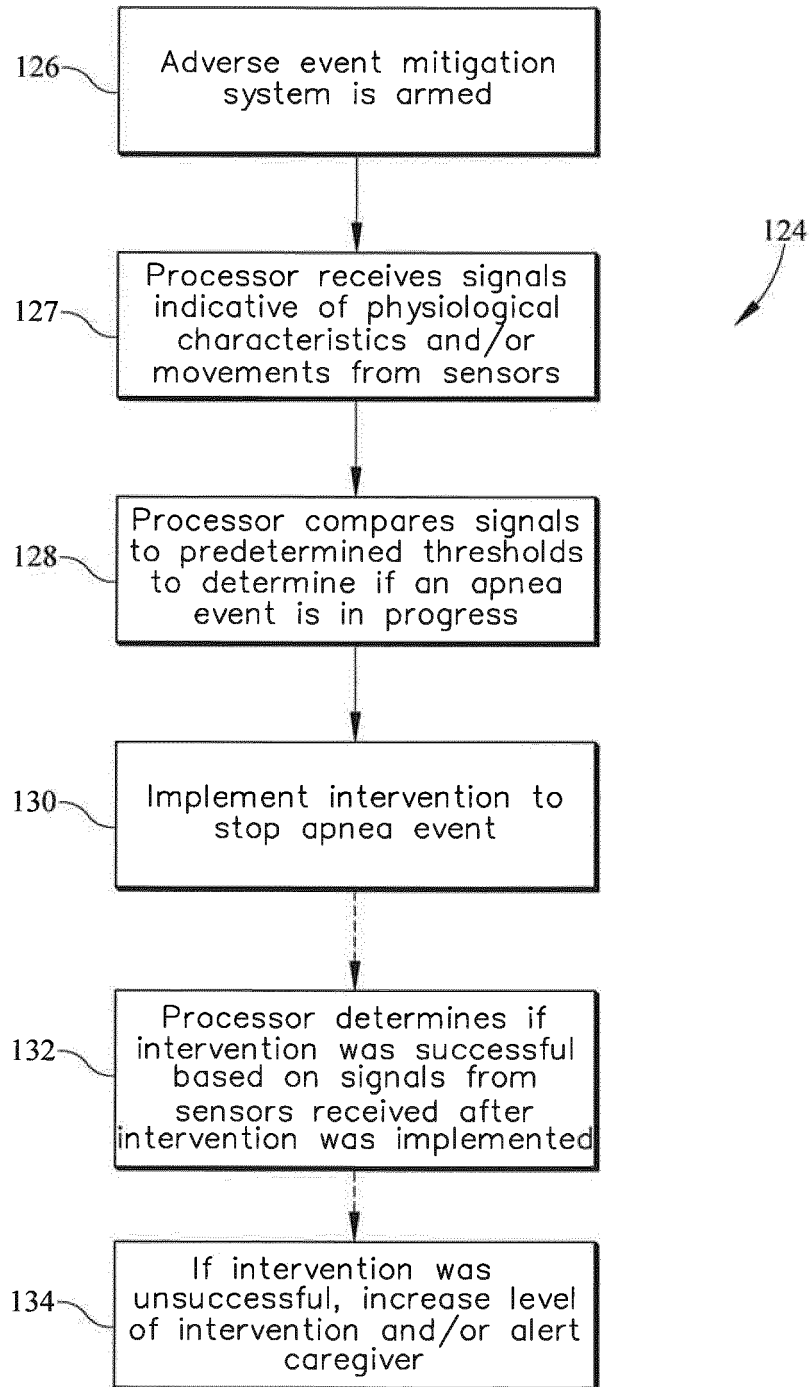 126
Adverse event mitigation
system is armed
124
127
Processor receives signals
indicative of physiological
characteristics and/or
movements from sensors
128
Processor compares signals
to predetermined thresholds
to determine if an apnea
event is in progress
130
Implement intervention to
stop apnea event
132
Processor determines if
intervention was successful
based on signals from
sensors received after
intervention was implemented
134
If intervention was
unsuccessful, increase level
of intervention and/or alert
caregiver